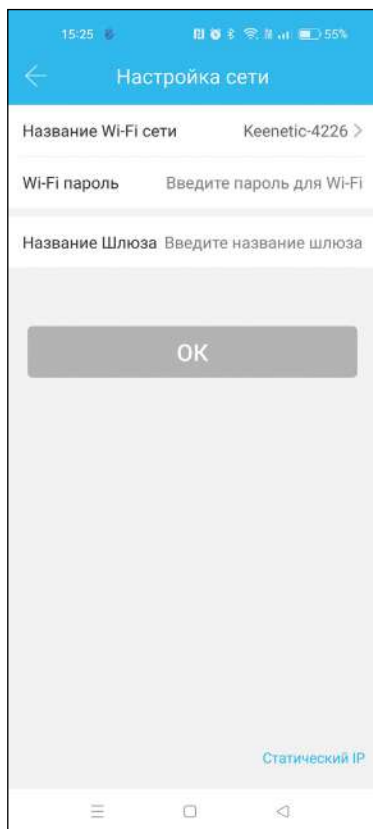 15:25 55%
Настройка сети
Название Wi-Fi сети Keenetic-4226 >
Wi-Fi пароль Введите пароль для Wi-Fi
Название Шлюза Введите название шлюза
OK
Статический IP